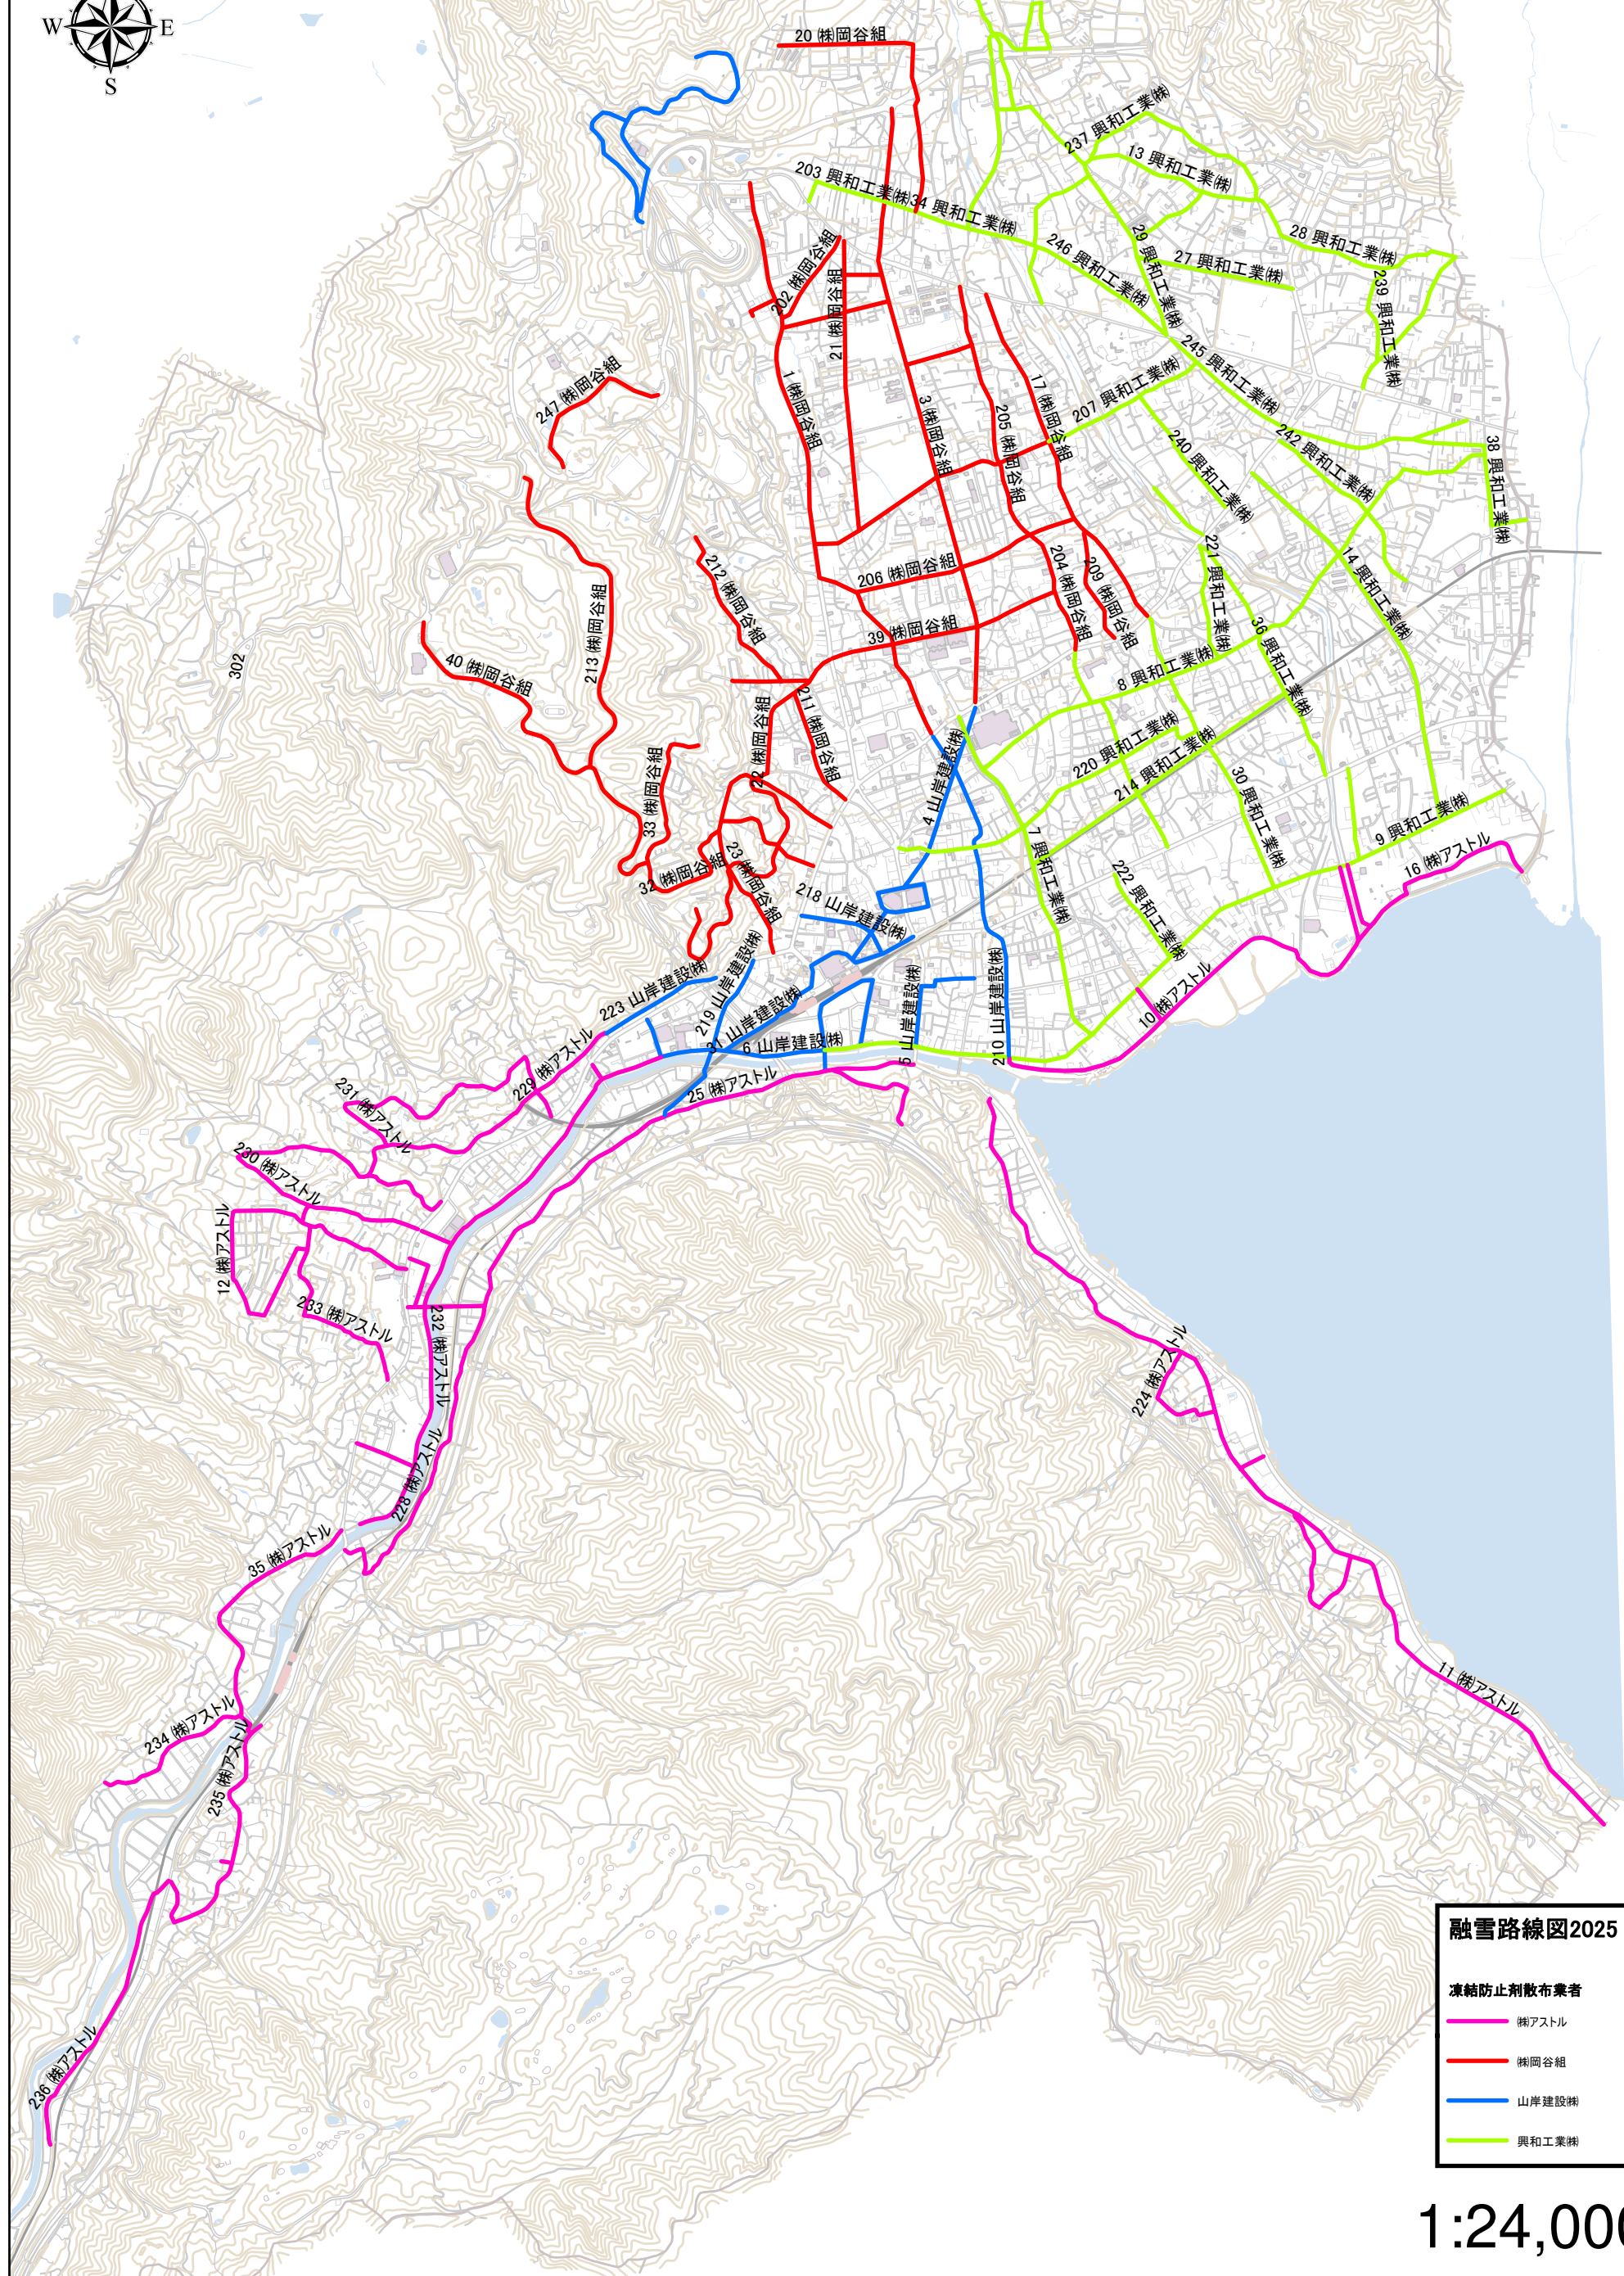 W
E
S
20 ㈱岡谷組
237 興和工業㈱
13 興和工業㈱
203 興和工業㈱
34 興和工業㈱
28 興和工業㈱
29 興和工業㈱
246 興和工業㈱
27 興和工業㈱
239 興和工業㈱
202 ㈱岡谷組
21 ㈱岡谷組
245 興和工業㈱
247 ㈱岡谷組
1 ㈱岡谷組
3 ㈱岡谷組
17 ㈱岡谷組
205 ㈱岡谷組
207 興和工業㈱
240 興和工業㈱
242 興和工業㈱
38 興和工業㈱
212 ㈱岡谷組
206 ㈱岡谷組
204 ㈱岡谷組
209 ㈱岡谷組
221 興和工業㈱
14 興和工業㈱
213 ㈱岡谷組
39 ㈱岡谷組
36 興和工業㈱
302
40 ㈱岡谷組
8 興和工業㈱
22 ㈱岡谷組
211 ㈱岡谷組
33 ㈱岡谷組
4 山岸建設㈱
220 興和工業㈱
214 興和工業㈱
30 興和工業㈱
9 興和工業㈱
7 興和工業㈱
16 ㈱アストル
32 ㈱岡谷組
23 ㈱岡谷組
218 山岸建設㈱
222 興和工業㈱
223 山岸建設㈱
219 山岸建設㈱
31 山岸建設㈱
6 山岸建設㈱
5 山岸建設㈱
210 山岸建設㈱
10 ㈱アストル
229 ㈱アストル
25 ㈱アストル
231 ㈱アストル
230 ㈱アストル
12 ㈱アストル
233 ㈱アストル
232 ㈱アストル
224 ㈱アストル
228 ㈱アストル
35 ㈱アストル
11 ㈱アストル
234 ㈱アストル
235 ㈱アストル
236 ㈱アストル
融雪路線図2025
凍結防止剤散布業者
㈱アストル
㈱岡谷組
山岸建設㈱
興和工業㈱
1:24,000